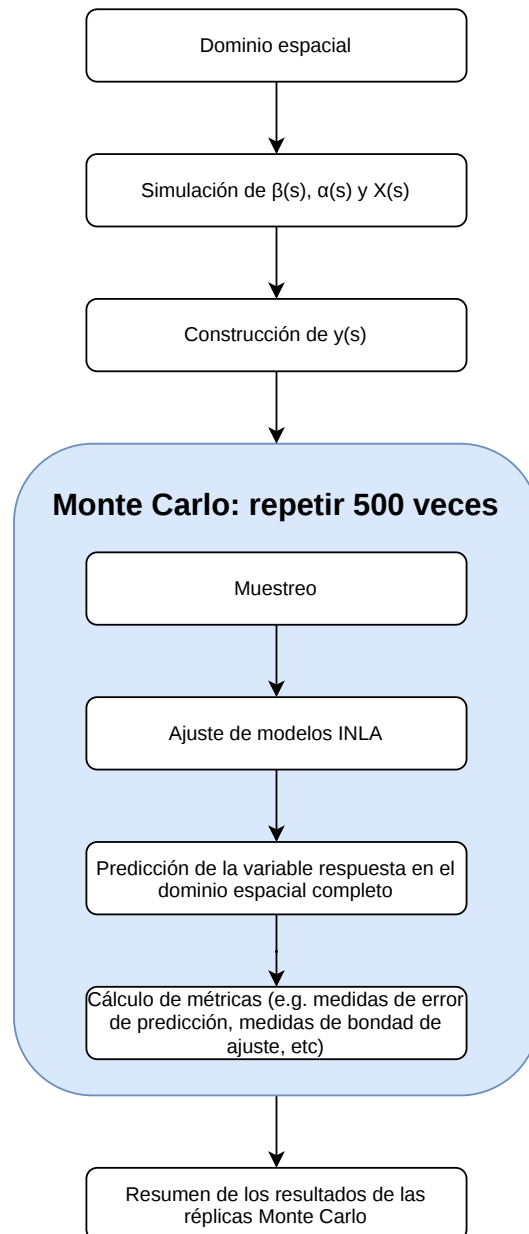 Dominio espacial
Simulación de β(s), α(s) y X(s)
Construcción de y(s)
Monte Carlo: repetir 500 veces
Muestreo
Ajuste de modelos INLA
Predicción de la variable respuesta en el
dominio espacial completo
Cálculo de métricas (e.g. medidas de error
de predicción, medidas de bondad de
ajuste, etc)
Resumen de los resultados de las
réplicas Monte Carlo